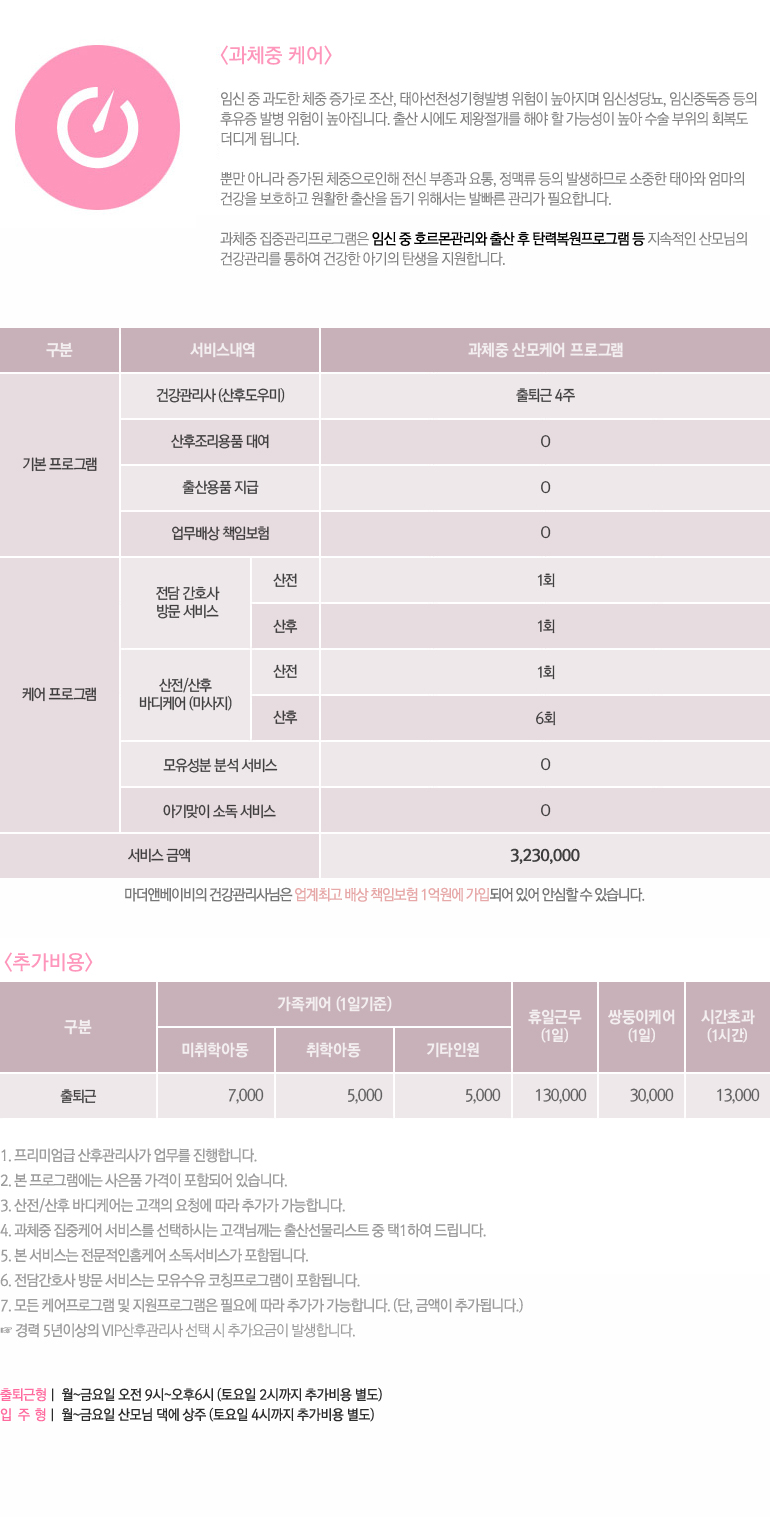 <과체중 케어>
임신 중 과도한 체중 증가로 조산, 태아선천성기형발병 위험이 높아지며 임신성당뇨, 임신중독증 등의
후유증 발병 위험이 높아집니다. 출산 시에도 제왕절개를 해야 할 가능성이 높아 수술 부위의 회복도
더디게 됩니다.
뿐만 아니라 증가된 체중으로인해 전신 부종과 요통, 정맥류 등의 발생하므로 소중한 태아와 엄마의
건강을 보호하고 원활한 출산을 돕기 위해서는 발빠른 관리가 필요합니다.
과체중 집중관리프로그램은 임신 중 호르몬관리와 출산 후 탄력복원프로그램 등 지속적인 산모님의
건강관리를 통하여 건강한 아기의 탄생을 지원합니다.
구분 서비스내역 과체중 산모케어 프로그램
기본 프로그램
건강관리사 (산후도우미) 출퇴근 4주
산후조리용품 대여 O
출산용품 지급 O
업무배상 책임보험 O
케어 프로그램
전담 간호사
방문 서비스
산전 1회
산후 1회
산전/산후
바디케어 (마사지)
산전 1회
산후 6회
모유성분 분석 서비스 O
아기맞이 소독 서비스 O
서비스 금액 3,230,000
마더앤베이비의 건강관리사님은 업계최고 배상 책임보험 1억원에 가입되어 있어 안심할 수 있습니다.
<추가비용>
구분
가족케어 (1일기준)
미취학아동 취학아동 기타인원
휴일근무
(1일)
쌍둥이케어
(1일)
시간초과
(1시간)
출퇴근 7,000 5,000 5,000 130,000 30,000 13,000
1. 프리미엄급 산후관리사가 업무를 진행합니다.
2. 본 프로그램에는 사은품 가격이 포함되어 있습니다.
3. 산전/산후 바디케어는 고객의 요청에 따라 추가가 가능합니다.
4. 과체중 집중케어 서비스를 선택하시는 고객님께는 출산선물리스트 중 택1하여 드립니다.
5. 본 서비스는 전문적인홈케어 소독서비스가 포함됩니다.
6. 전담간호사 방문 서비스는 모유수유 코칭프로그램이 포함됩니다.
7. 모든 케어프로그램 및 지원프로그램은 필요에 따라 추가가 가능합니다. (단, 금액이 추가됩니다.)
☞ 경력 5년이상의 VIP산후관리사 선택 시 추가요금이 발생합니다.
출퇴근형 | 월~금요일 오전 9시~오후6시 (토요일 2시까지 추가비용 별도)
입 주 형 | 월~금요일 산모님 댁에 상주 (토요일 4시까지 추가비용 별도)